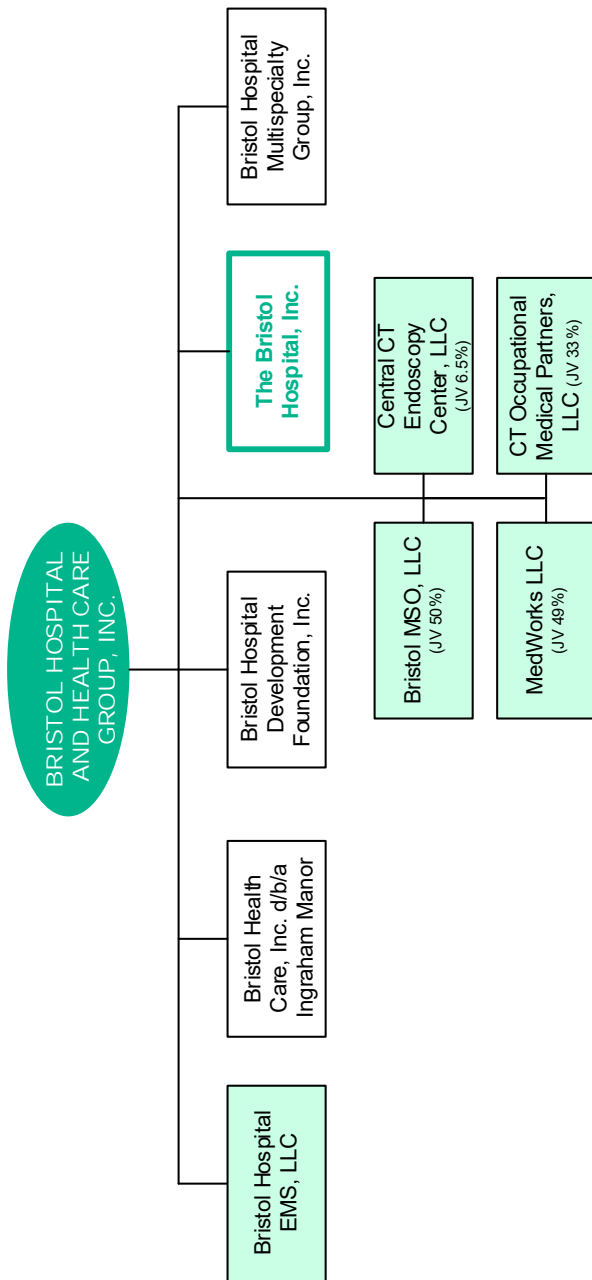 BRISTOL HOSPITAL
AND HEALTH CARE
GROUP, INC.
Bristol Hospital
EMS, LLC
Bristol Health
Care, Inc. d/b/a
Ingraham Manor
Bristol Hospital
Development
Foundation, Inc.
The Bristol
Hospital, Inc.
Bristol Hospital
Multispecialty
Group, Inc.
Bristol MSO, LLC
(JV 50%)
Central CT
Endoscopy
Center, LLC
(JV 6.5%)
MedWorks LLC
(JV 49%)
CT Occupational
Medical Partners,
LLC (JV 33%)